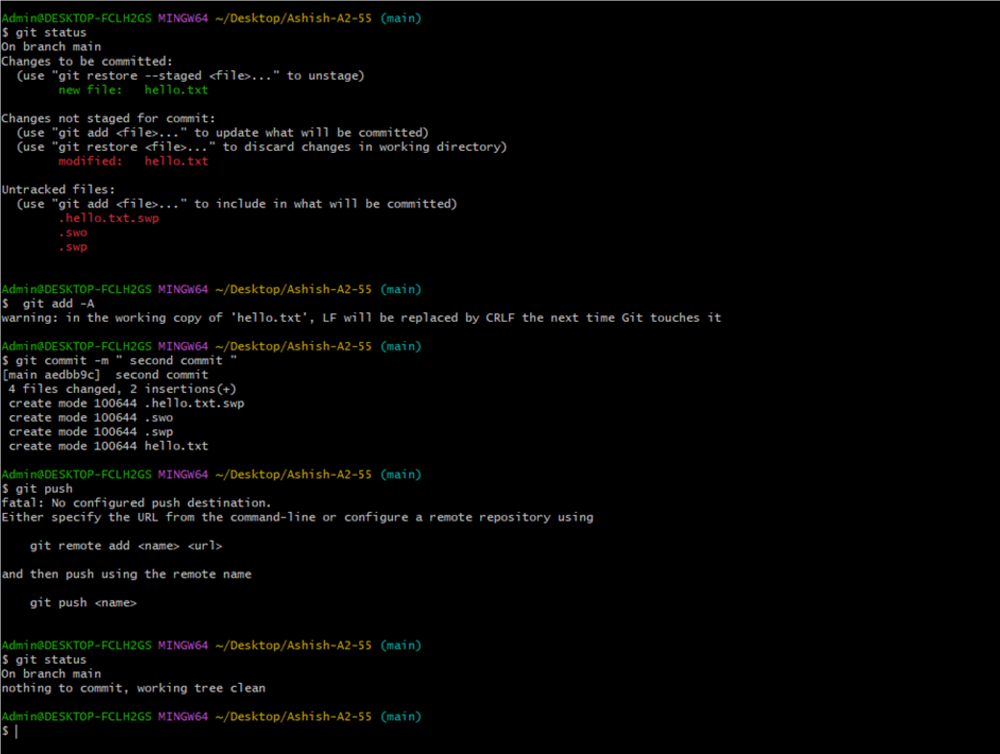 Admin@DESKTOP-FCLH2GS MINGW64 ~/Desktop/Ashish-A2-55 (main)
$ git status
On branch main
Changes to be committed:
  (use "git restore --staged <file>..." to unstage)
        new file:   hello.txt

Changes not staged for commit:
  (use "git add <file>..." to update what will be committed)
  (use "git restore <file>..." to discard changes in working directory)
        modified:   hello.txt

Untracked files:
  (use "git add <file>..." to include in what will be committed)
        .hello.txt.swp
        .swo
        .swp


Admin@DESKTOP-FCLH2GS MINGW64 ~/Desktop/Ashish-A2-55 (main)
$  git add -A
warning: in the working copy of 'hello.txt', LF will be replaced by CRLF the next time Git touches it

Admin@DESKTOP-FCLH2GS MINGW64 ~/Desktop/Ashish-A2-55 (main)
$ git commit -m " second commit "
[main aedbb9c]  second commit
 4 files changed, 2 insertions(+)
 create mode 100644 .hello.txt.swp
 create mode 100644 .swo
 create mode 100644 .swp
 create mode 100644 hello.txt

Admin@DESKTOP-FCLH2GS MINGW64 ~/Desktop/Ashish-A2-55 (main)
$ git push
fatal: No configured push destination.
Either specify the URL from the command-line or configure a remote repository using

    git remote add <name> <url>

and then push using the remote name

    git push <name>


Admin@DESKTOP-FCLH2GS MINGW64 ~/Desktop/Ashish-A2-55 (main)
$ git status
On branch main
nothing to commit, working tree clean

Admin@DESKTOP-FCLH2GS MINGW64 ~/Desktop/Ashish-A2-55 (main)
$